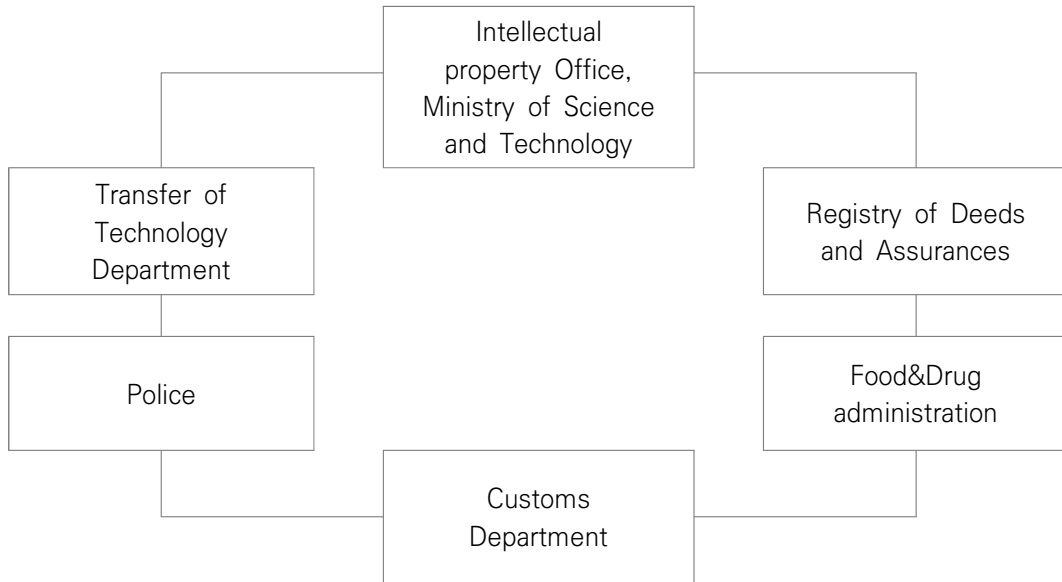 Intellectual
property Office,
Ministry of Science
and Technology
Transfer of
Technology
Department
Registry of Deeds
and Assurances
Police
Food&Drug
administration
Customs
Department